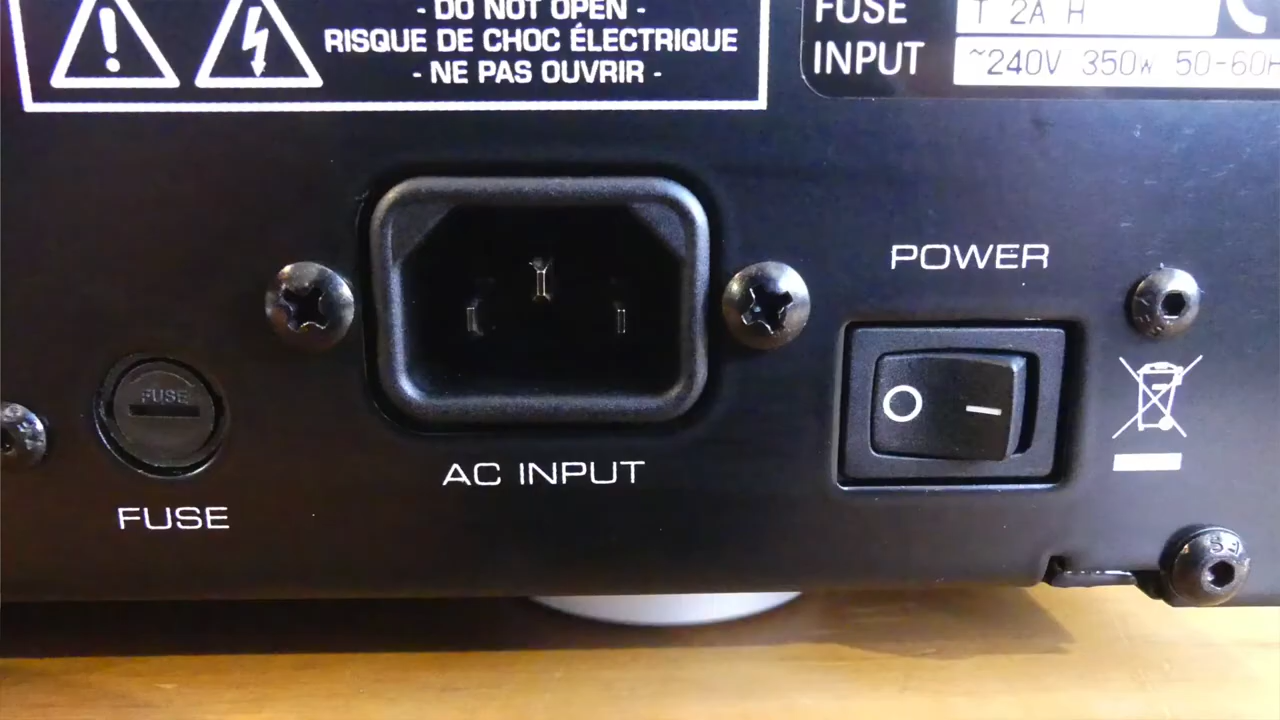 - DO NOT OPEN -
RISQUE DE CHOC ÉLECTRIQUE
- NE PAS OUVRIR -
FUSE T 2A H
INPUT ~240V 350W 50-60H
POWER
O —
FUSE
AC INPUT
FUSE